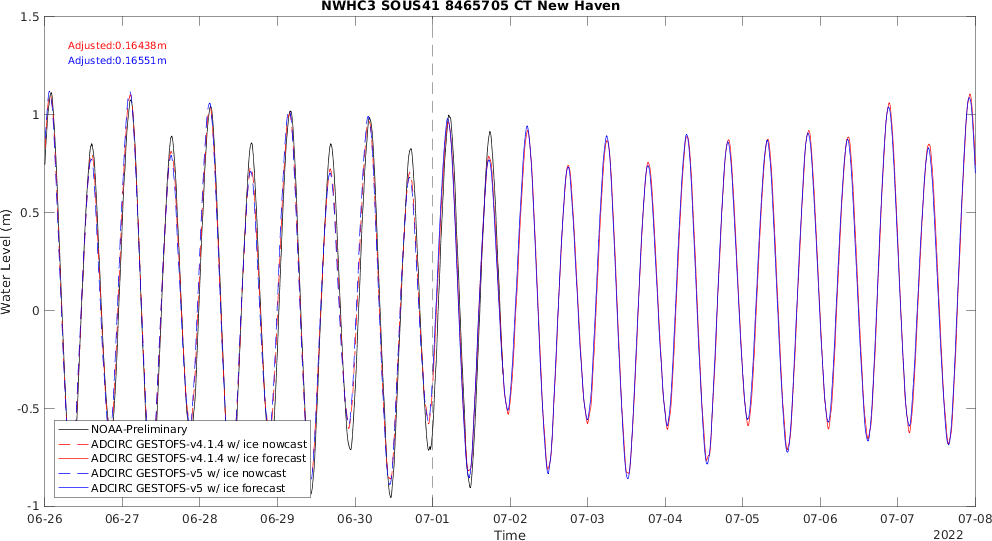 NWHC3 SOUS41 8465705 CT New Haven
Adjusted:0.16438m
Adjusted:0.16551m
Water Level (m)
1.5
1
0.5
0
-0.5
-1
NOAA-Preliminary
ADCIRC GESTOFS-v4.1.4 w/ ice nowcast
ADCIRC GESTOFS-v4.1.4 w/ ice forecast
ADCIRC GESTOFS-v5 w/ ice nowcast
ADCIRC GESTOFS-v5 w/ ice forecast
06-26 06-27 06-28 06-29 06-30 07-01 07-02 07-03 07-04 07-05 07-06 07-07 07-08
Time
2022